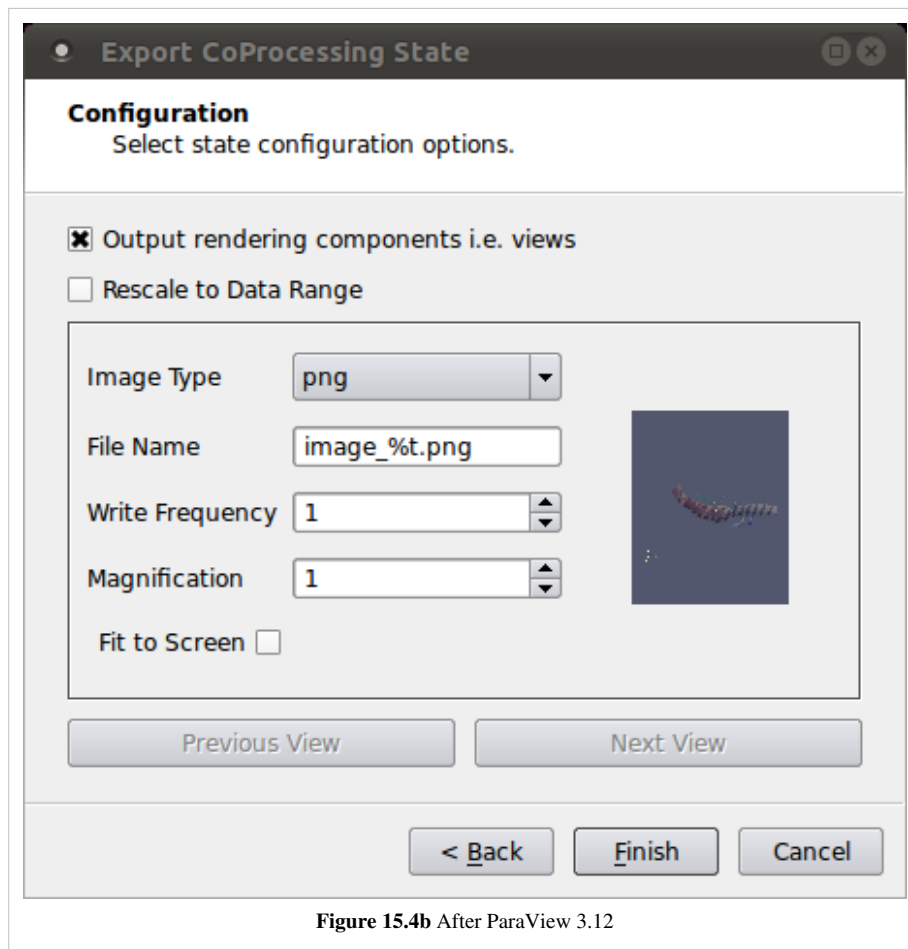 Export CoProcessing State
Configuration
Select state configuration options.
Output rendering components i.e. views
Rescale to Data Range
Image Type png
File Name image_%t.png
Write Frequency 1
Magnification 1
Fit to Screen
Previous View Next View
< Back Finish Cancel
Figure 15.4b After ParaView 3.12